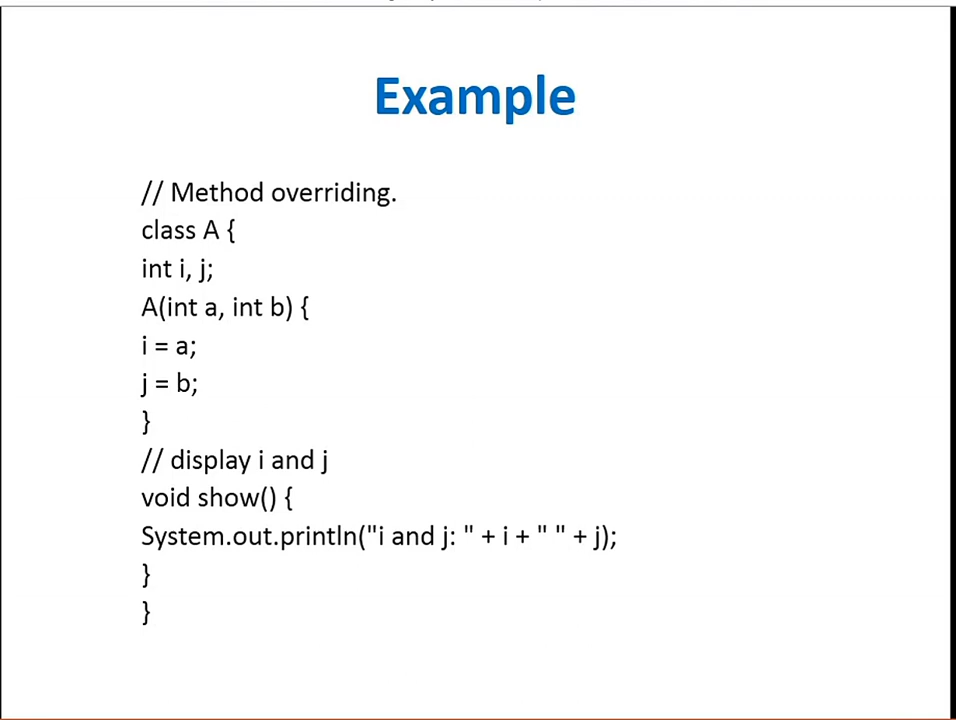 Example
// Method overriding.
class A {
int i, j;
A(int a, int b) {
i = a;
j = b;
}
// display i and j
void show() {
System.out.println("i and j: " + i + " " + j);
}
}